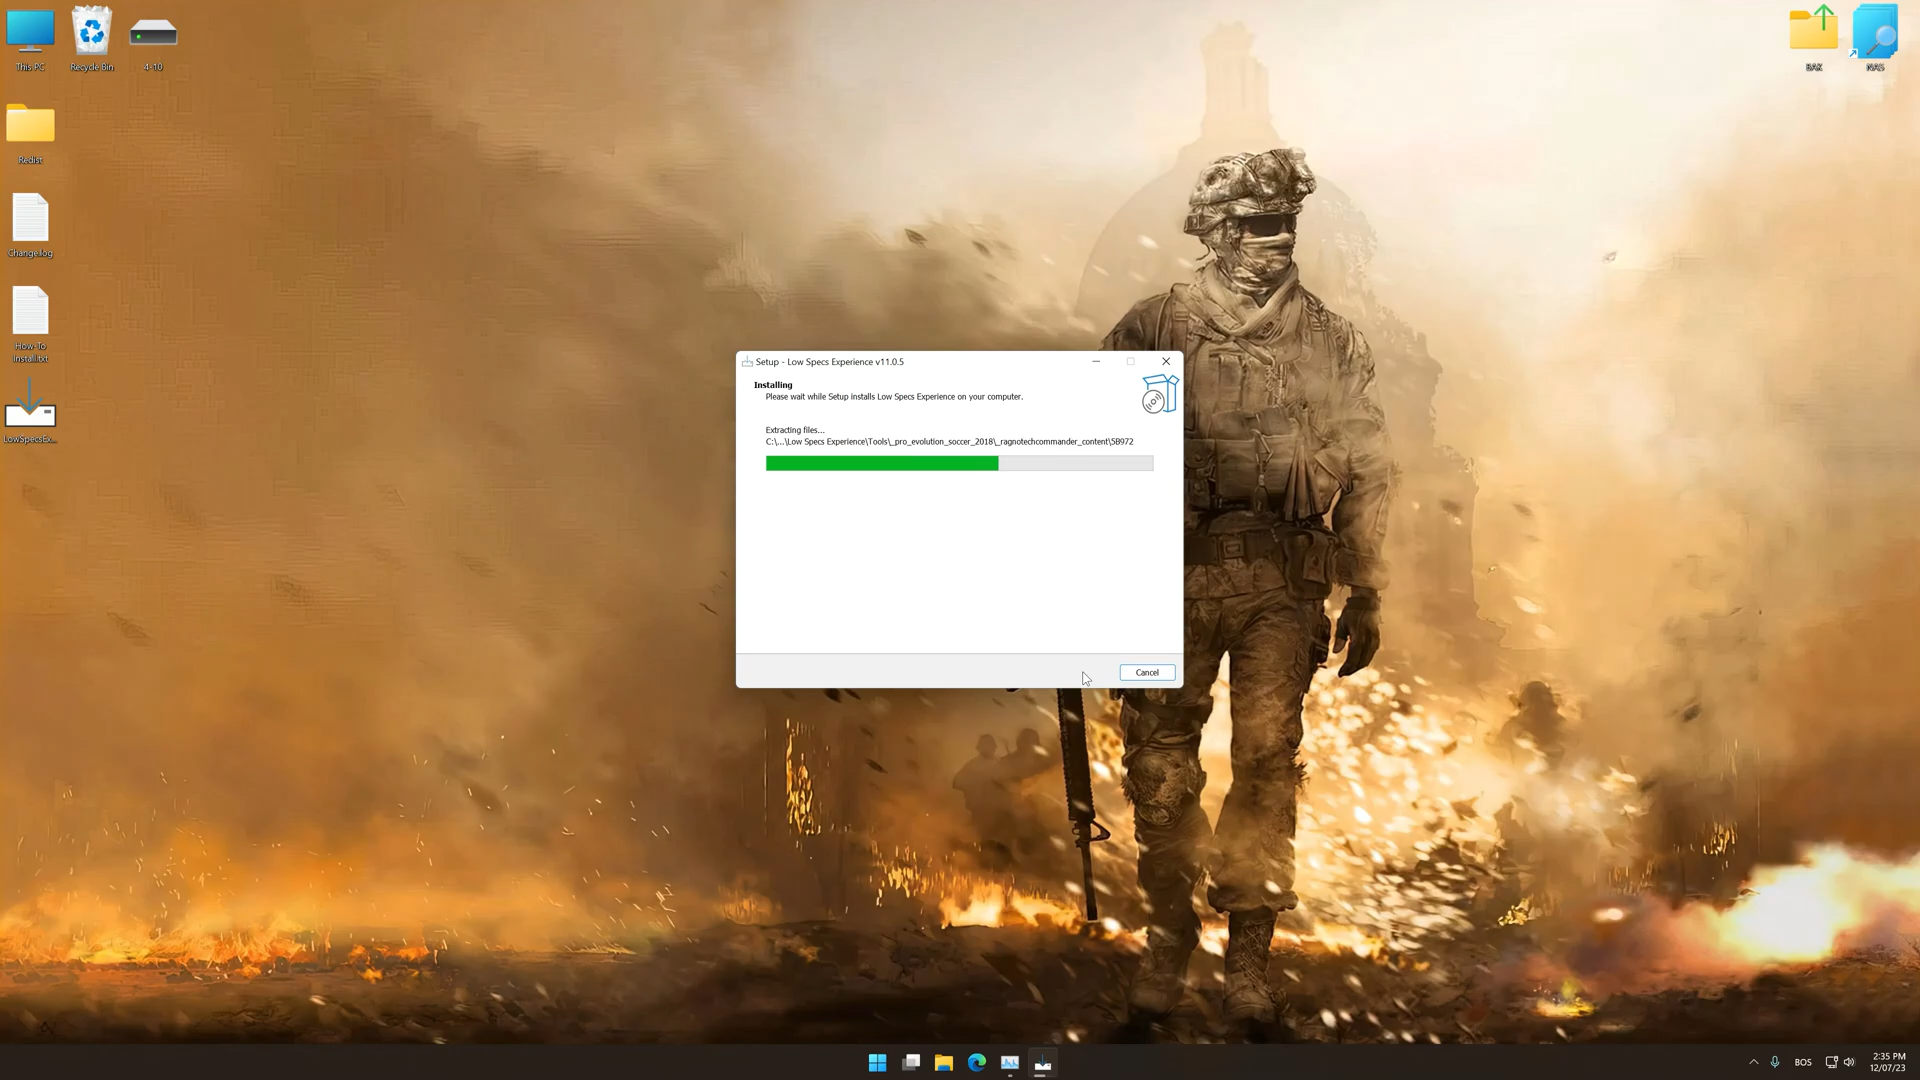 This PC
Recycle Bin
4-10
Redist
Changelog
How-To
Install.txt
LowSpecsEx...
BAK
NAS
Setup - Low Specs Experience v11.0.5
Installing
Please wait while Setup installs Low Specs Experience on your computer.
Extracting files...
C:\...\Low Specs Experience\Tools\_pro_evolution_soccer_2018\_ragnotechcommander_content\SB972
Cancel
BOS
2:35 PM
12/07/23